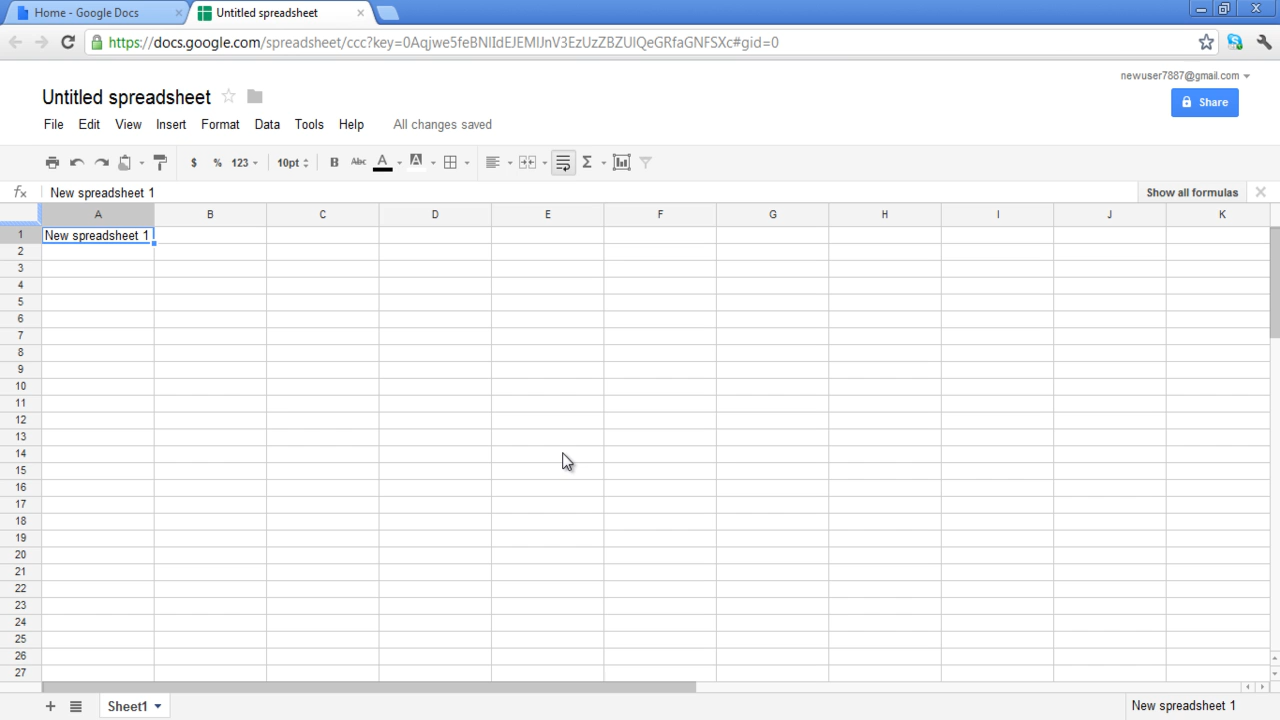 Home - Google Docs
Untitled spreadsheet
https://docs.google.com/spreadsheet/ccc?key=0Aqjwe5feBNlIdEJEMlJnV3EzUzZBZUlQeGRfaGNFSXc#gid=0
newuser7887@gmail.com
Untitled spreadsheet
Share
File Edit View Insert Format Data Tools Help All changes saved
$ % 123 10pt B Abc A A Σ
fx New spreadsheet 1 Show all formulas
A B C D E F G H I J K
1 New spreadsheet 1
2
3
4
5
6
7
8
9
10
11
12
13
14
15
16
17
18
19
20
21
22
23
24
25
26
27
Sheet1
New spreadsheet 1